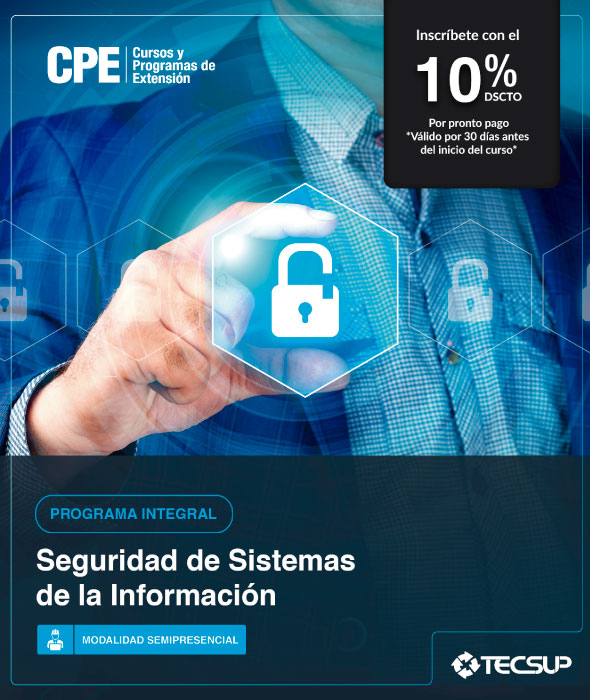 CPE
Cursos y
Programas de
Extensión
Inscríbete con el
10%
DSCTO
Por pronto pago
*Válido por 30 días antes
del inicio del curso*
PROGRAMA INTEGRAL
Seguridad de Sistemas
de la Información
MODALIDAD SEMIPRESENCIAL
TECSUP